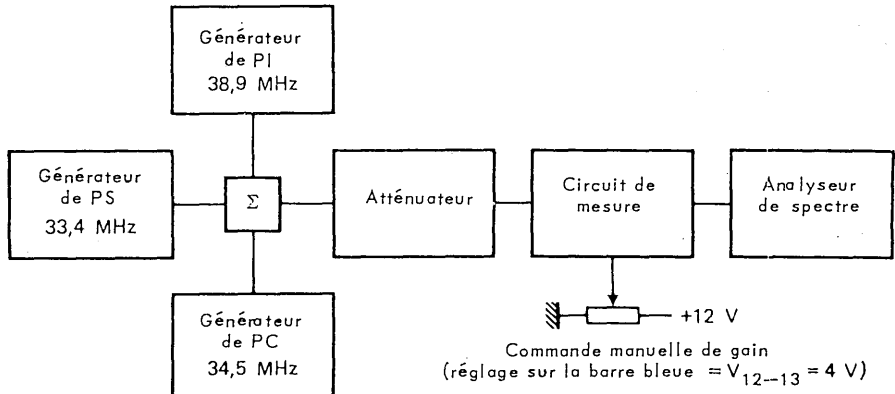 Générateur
de PI
38,9 MHz
Générateur
de PS
33,4 MHz
Σ
Atténuateur
Circuit de
mesure
Analyseur
de spectre
Générateur
de PC
34,5 MHz
+12 V
Commande manuelle de gain
(réglage sur la barre bleue = V12--13 = 4 V)